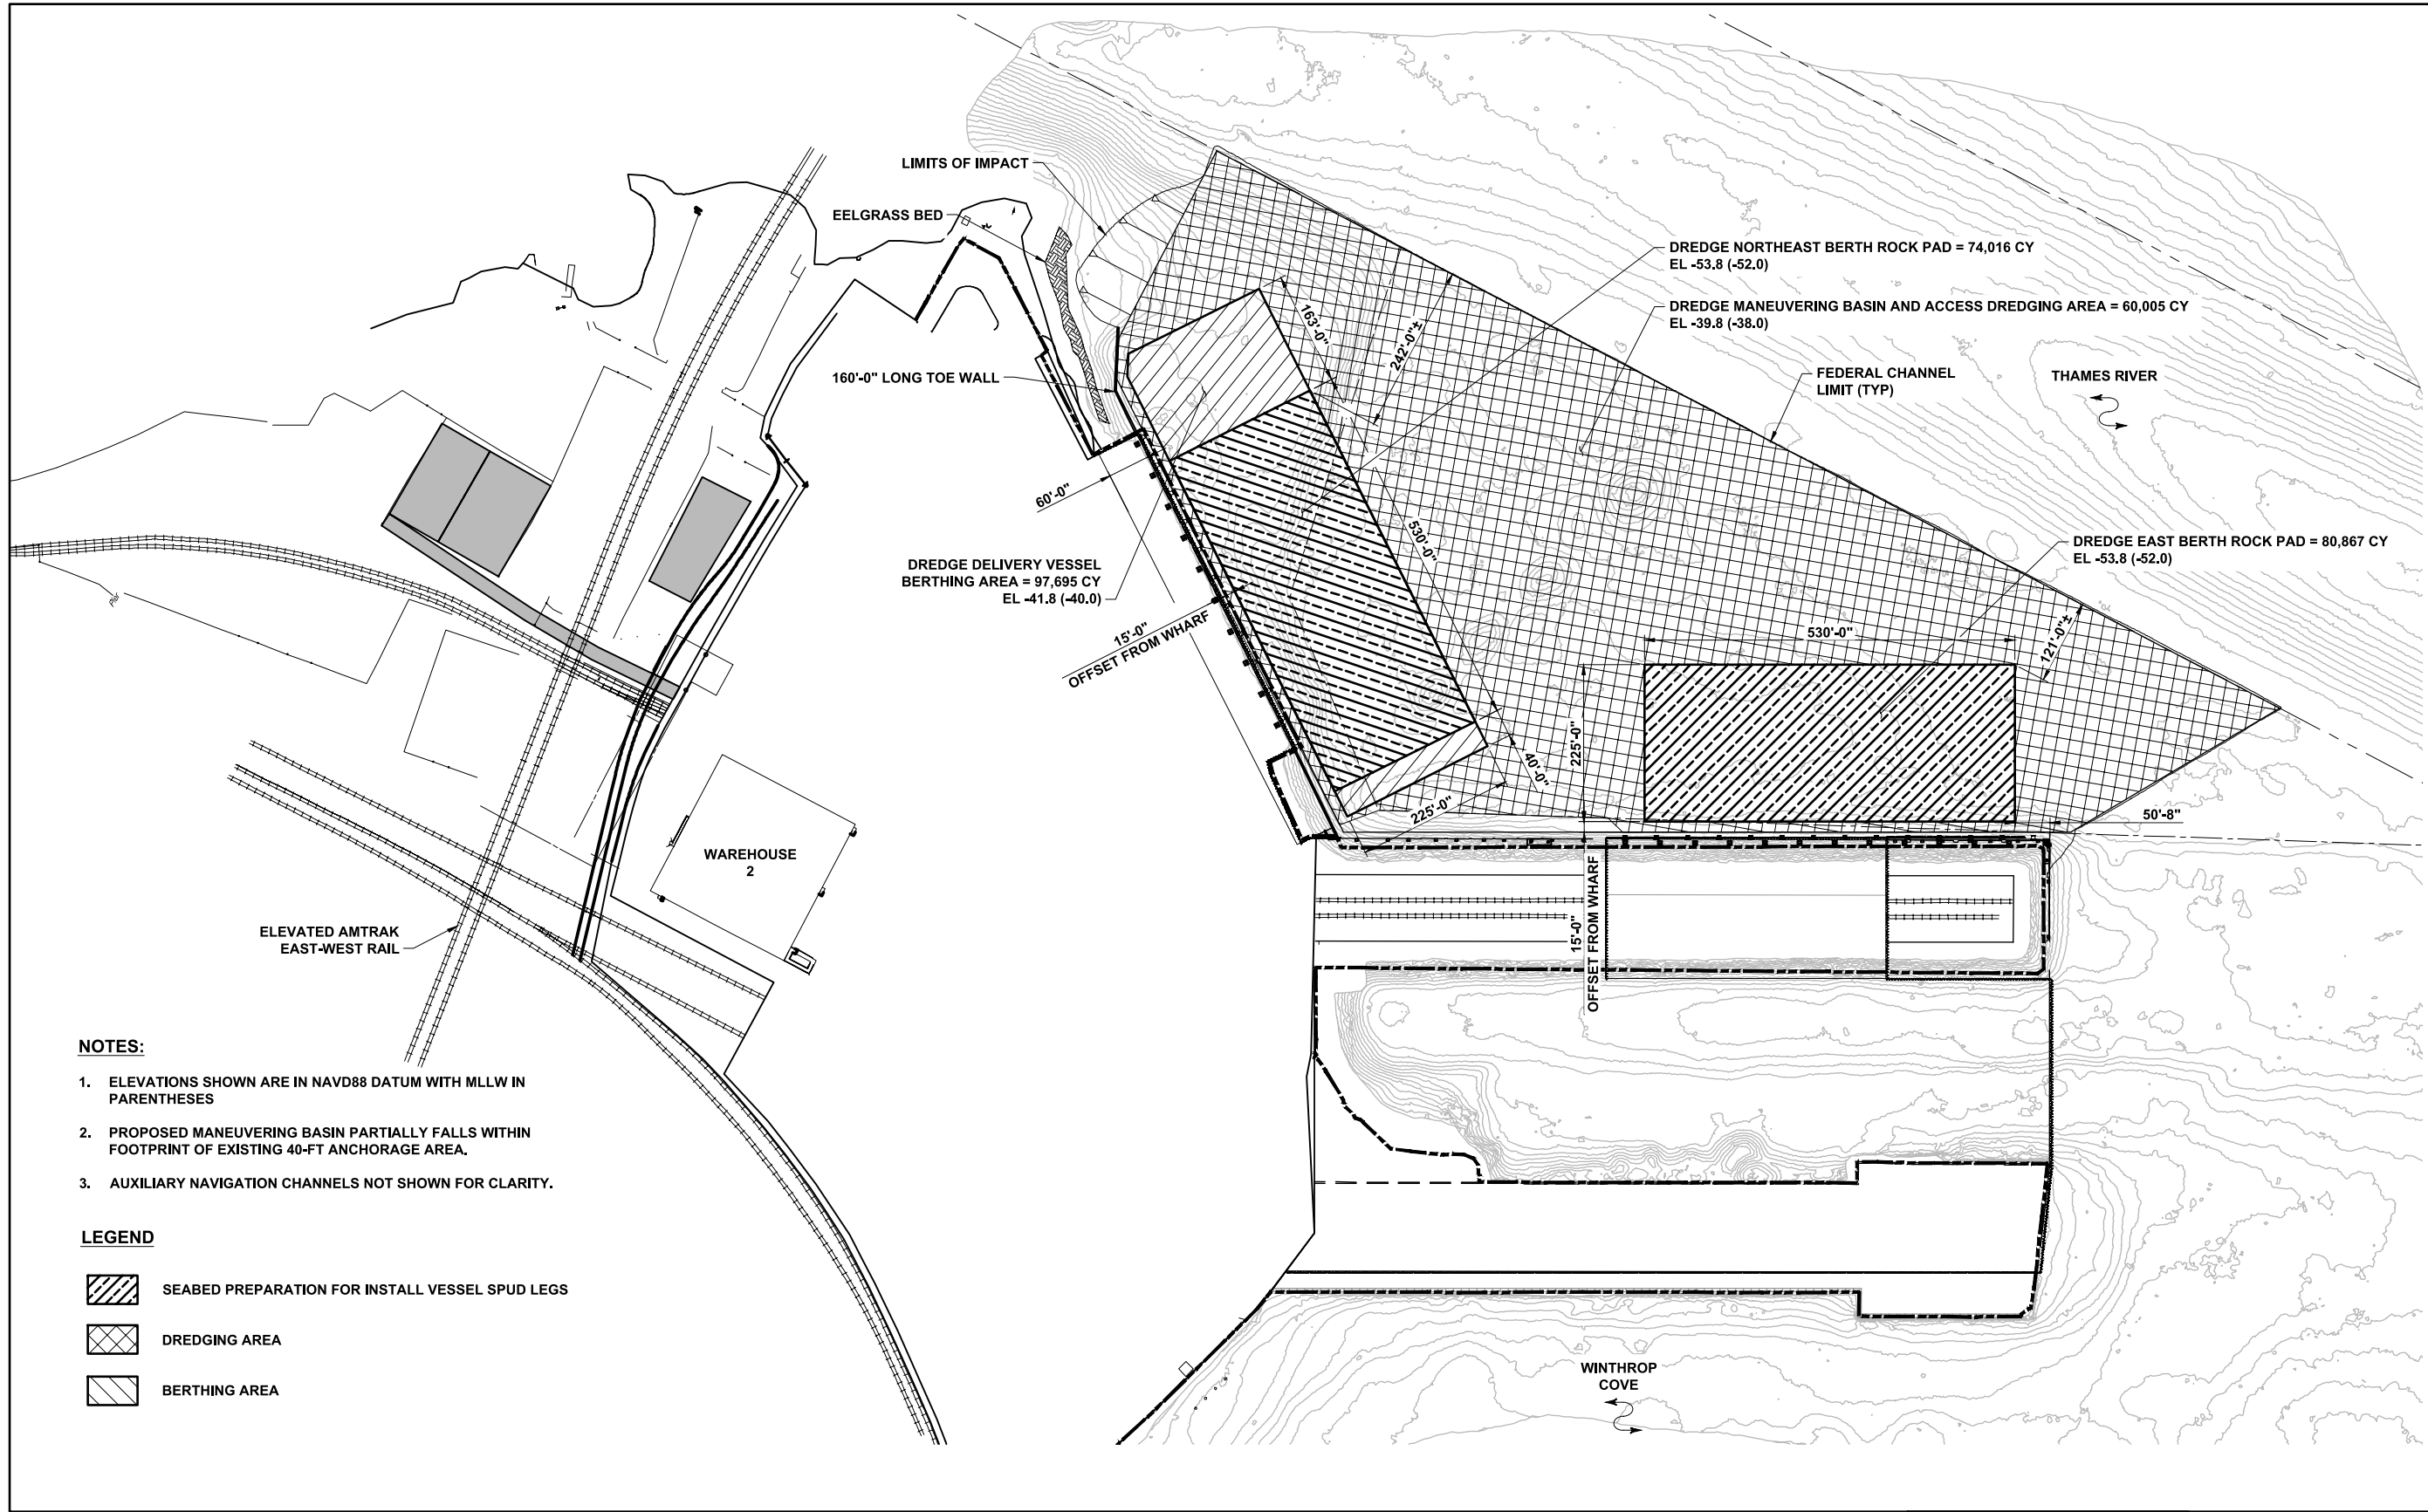 LIMITS OF IMPACT
EELGRASS BED
160'-0" LONG TOE WALL
60'-0"
DREDGE DELIVERY VESSEL
BERTHING AREA = 97,695 CY
EL -41.8 (-40.0)
15'-0"
OFFSET FROM WHARF
163'-0"
242'-0"±
530'-0"
40'-0"
225'-0"
DREDGE NORTHEAST BERTH ROCK PAD = 74,016 CY
EL -53.8 (-52.0)
DREDGE MANEUVERING BASIN AND ACCESS DREDGING AREA = 60,005 CY
EL -39.8 (-38.0)
FEDERAL CHANNEL
LIMIT (TYP)
THAMES RIVER
DREDGE EAST BERTH ROCK PAD = 80,867 CY
EL -53.8 (-52.0)
530'-0"
121'-0"±
225'-0"
50'-8"
15'-0"
OFFSET FROM WHARF
WAREHOUSE
2
ELEVATED AMTRAK
EAST-WEST RAIL
WINTHROP
COVE
NOTES:
1. ELEVATIONS SHOWN ARE IN NAVD88 DATUM WITH MLLW IN
PARENTHESES
2. PROPOSED MANEUVERING BASIN PARTIALLY FALLS WITHIN
FOOTPRINT OF EXISTING 40-FT ANCHORAGE AREA.
3. AUXILIARY NAVIGATION CHANNELS NOT SHOWN FOR CLARITY.
LEGEND
SEABED PREPARATION FOR INSTALL VESSEL SPUD LEGS
DREDGING AREA
BERTHING AREA